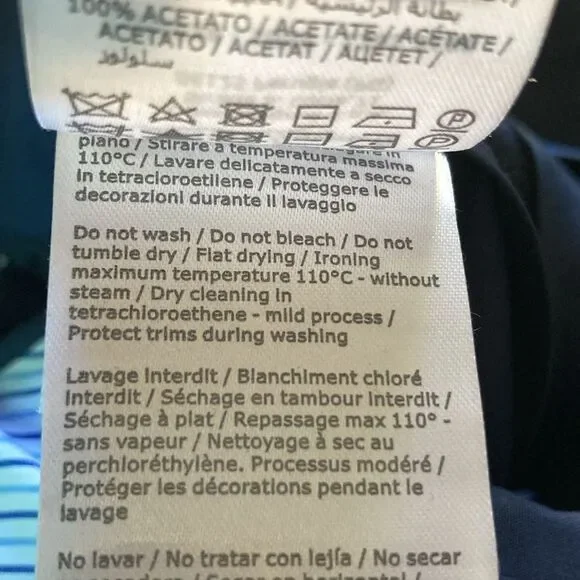 بطانة الرئيسية
100% ACETATO / ACETATE / ACÉTATE /
ACETATO / ACETAT / АЦЕТАТ /
سلولوز
piano / Stirare a temperatura massima
110°C / Lavare delicatamente a secco
in tetracloroetilene / Proteggere le
decorazioni durante il lavaggio
Do not wash / Do not bleach / Do not
tumble dry / Flat drying / Ironing
maximum temperature 110°C - without
steam / Dry cleaning in
tetrachloroethene - mild process /
Protect trims during washing
Lavage interdit / Blanchiment chloré
interdit / Séchage en tambour interdit /
Séchage à plat / Repassage max 110° -
sans vapeur / Nettoyage à sec au
perchloréthylène. Processus modéré /
Protéger les décorations pendant le
lavage
No lavar / No tratar con lejía / No secar